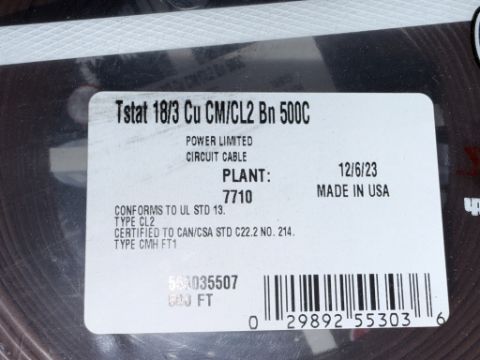 Tstat 18/3 Cu CM/CL2 Bn 500C
POWER LIMITED
CIRCUIT CABLE
PLANT:
7710
12/6/23
MADE IN USA
CONFORMS TO UL STD 13.
TYPE CL2
CERTIFIED TO CAN/CSA STD C22.2 NO. 214.
TYPE CMH FT1
FT
0 29892 55303 6